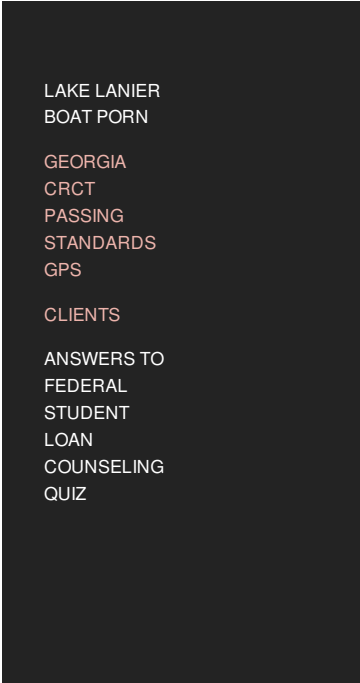 LAKE LANIER
BOAT PORN
GEORGIA
CRCT
PASSING
STANDARDS
GPS
CLIENTS
ANSWERS TO
FEDERAL
STUDENT
LOAN
COUNSELING
QUIZ